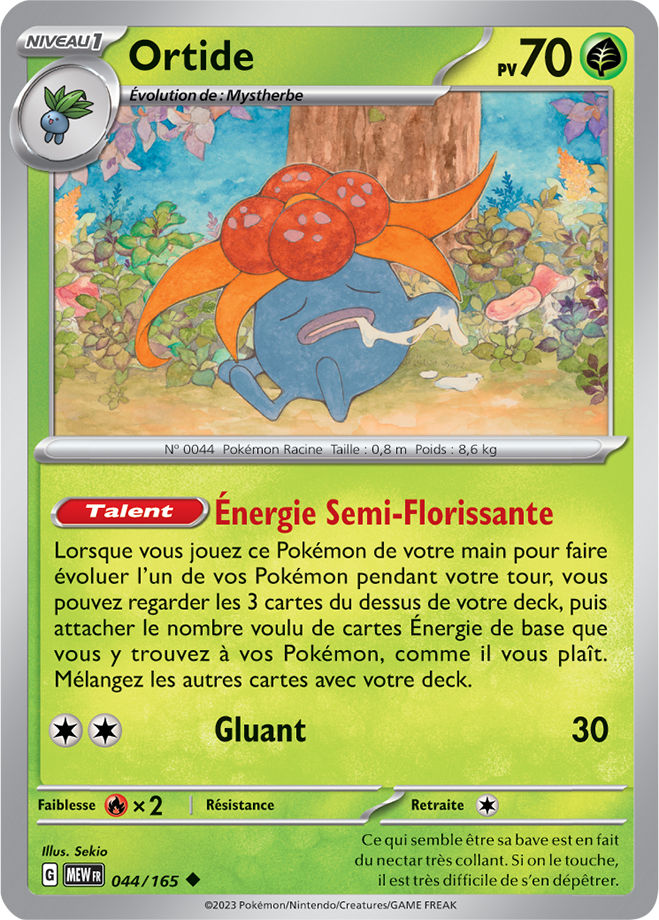 NIVEAU 1
Ortide
PV 70
Évolution de : Mystherbe
N° 0044 Pokémon Racine Taille : 0,8 m Poids : 8,6 kg
Talent Énergie Semi-Florissante
Lorsque vous jouez ce Pokémon de votre main pour faire
évoluer l'un de vos Pokémon pendant votre tour, vous
pouvez regarder les 3 cartes du dessus de votre deck, puis
attacher le nombre voulu de cartes Énergie de base que
vous y trouvez à vos Pokémon, comme il vous plaît.
Mélangez les autres cartes avec votre deck.
Gluant 30
Faiblesse ×2 Résistance Retraite
Illus. Sekio
G MEW FR 044/165
Ce qui semble être sa bave est en fait
du nectar très collant. Si on le touche,
il est très difficile de s'en dépêtrer.
©2023 Pokémon/Nintendo/Creatures/GAME FREAK